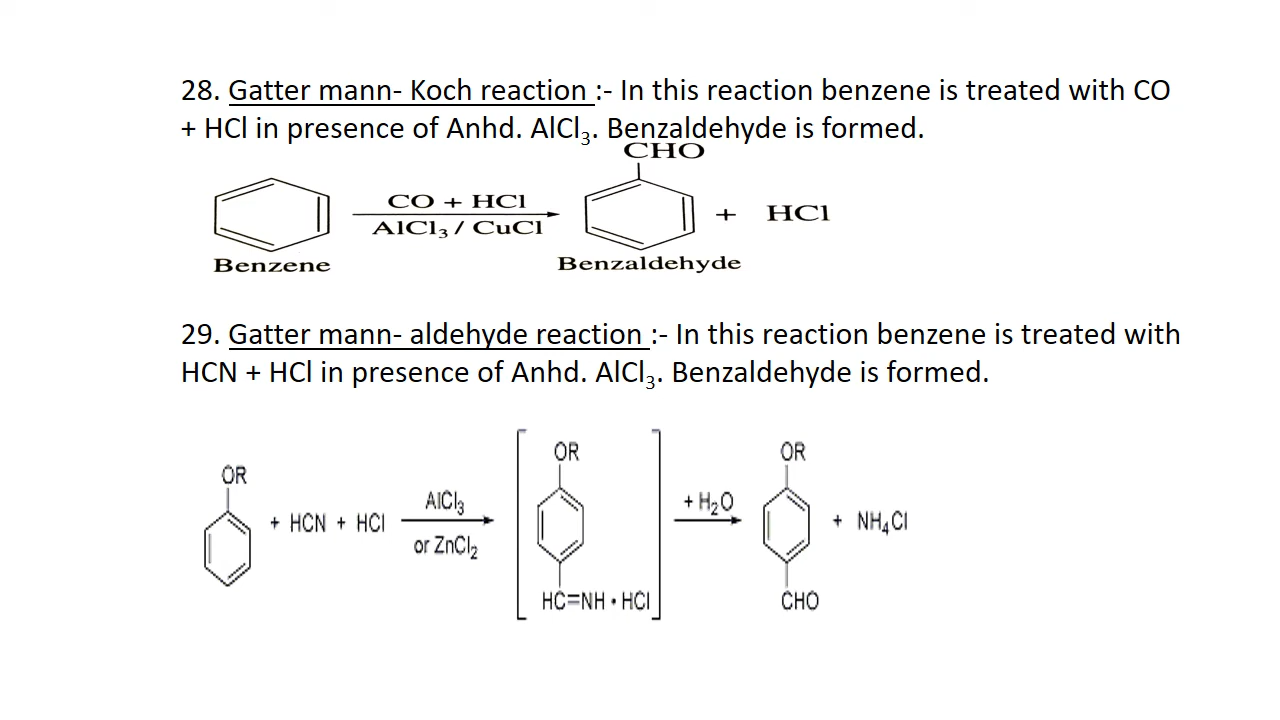 28. Gatter mann- Koch reaction :- In this reaction benzene is treated with CO
+ HCl in presence of Anhd. AlCl₃. Benzaldehyde is formed.
CHO
CO + HCl
AlCl₃ / CuCl
+ HCl
Benzene
Benzaldehyde
29. Gatter mann- aldehyde reaction :- In this reaction benzene is treated with
HCN + HCl in presence of Anhd. AlCl₃. Benzaldehyde is formed.
OR
+ HCN + HCl
AlCl₃
or ZnCl₂
OR
HC=NH • HCl
+ H₂O
OR
CHO
+ NH₄Cl